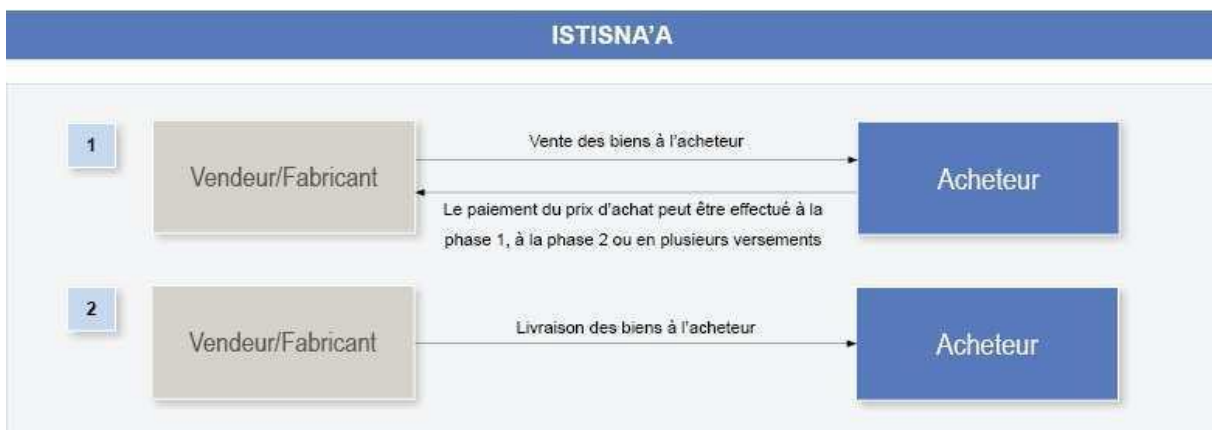 ISTISNA'A
1
Vendeur/Fabricant
Vente des biens à l'acheteur
Acheteur
Le paiement du prix d'achat peut être effectué à la
phase 1, à la phase 2 ou en plusieurs versements
2
Vendeur/Fabricant
Livraison des biens à l'acheteur
Acheteur